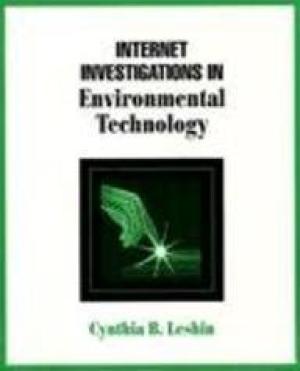 INTERNET
INVESTIGATIONS IN
Environmental
Technology
Cynthia B. Leshin